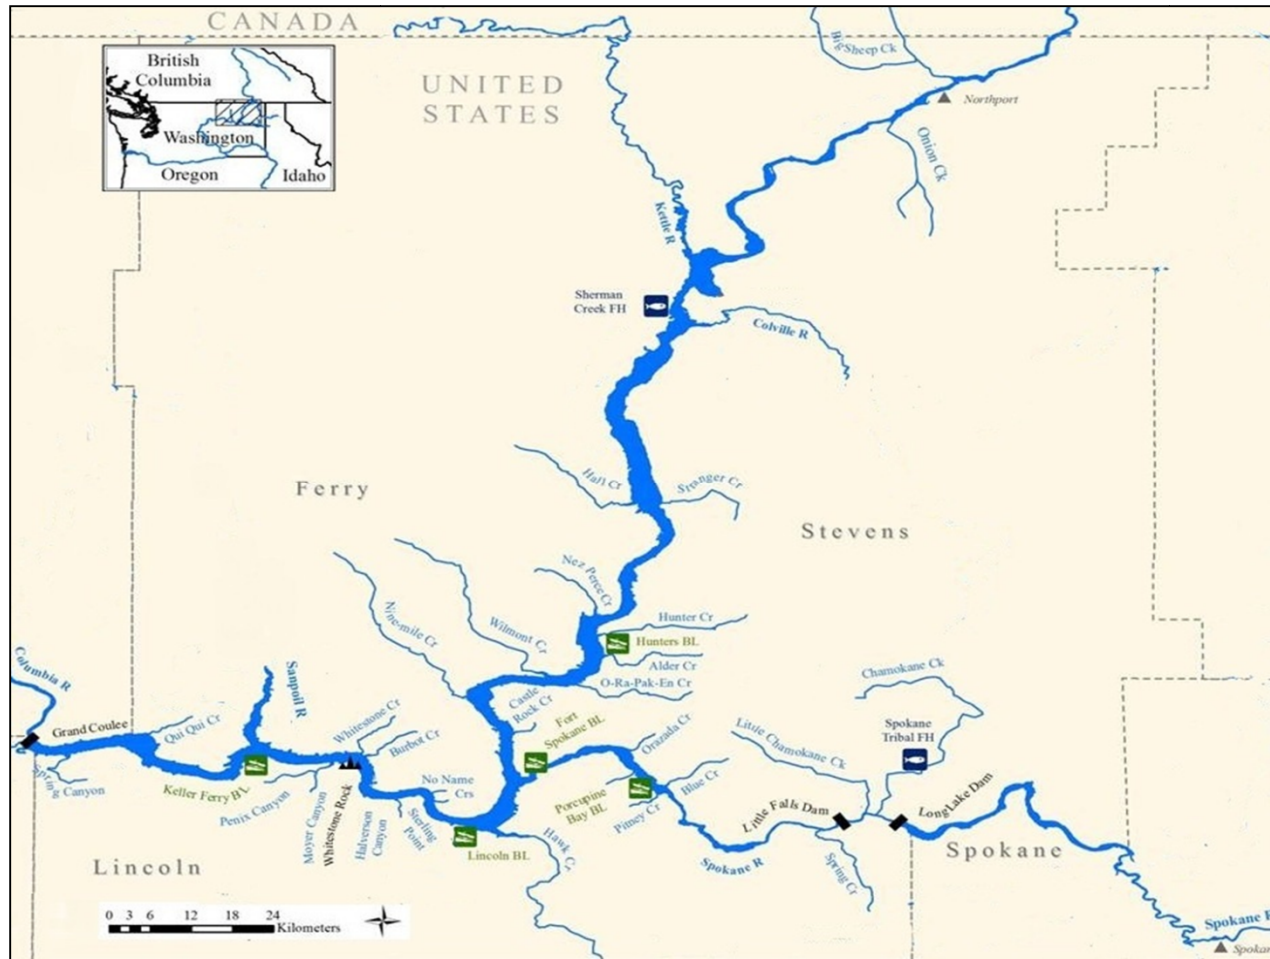 CANADA
UNITED
STATES
British
Columbia
Washington
Oregon
Idaho
Big Sheep Ck
Northport
Onion Ck
Kettle R
Sherman
Creek FH
Colville R
Ferry
Hall Cr
Stranger Cr
Stevens
Nez Perce Cr
Nine-mile Cr
Wilmont Cr
Hunter Cr
Hunters BL
Alder Cr
O-Ra-Pak-En Cr
Columbia R
Grand Coulee
Spring Canyon
Qui Qui Cr
Sanpoil R
Keller Ferry BL
Whitestone Cr
Burbot Cr
Penix Canyon
Moyer Canyon
Whitestone Rock
Halverson
Canyon
Sterling
Point
No Name
Crs
Lincoln BL
Hawk Cr
Castle
Rock Cr
Fort
Spokane BL
Orazada Cr
Porcupine
Bay BL
Pitney Cr
Blue Cr
Little Chamokane Ck
Chamokane Ck
Spokane
Tribal FH
Little Falls Dam
Long Lake Dam
Spokane R
Spring Cr
Lincoln
Spokane
Spokane
0 3 6 12 18 24
Kilometers